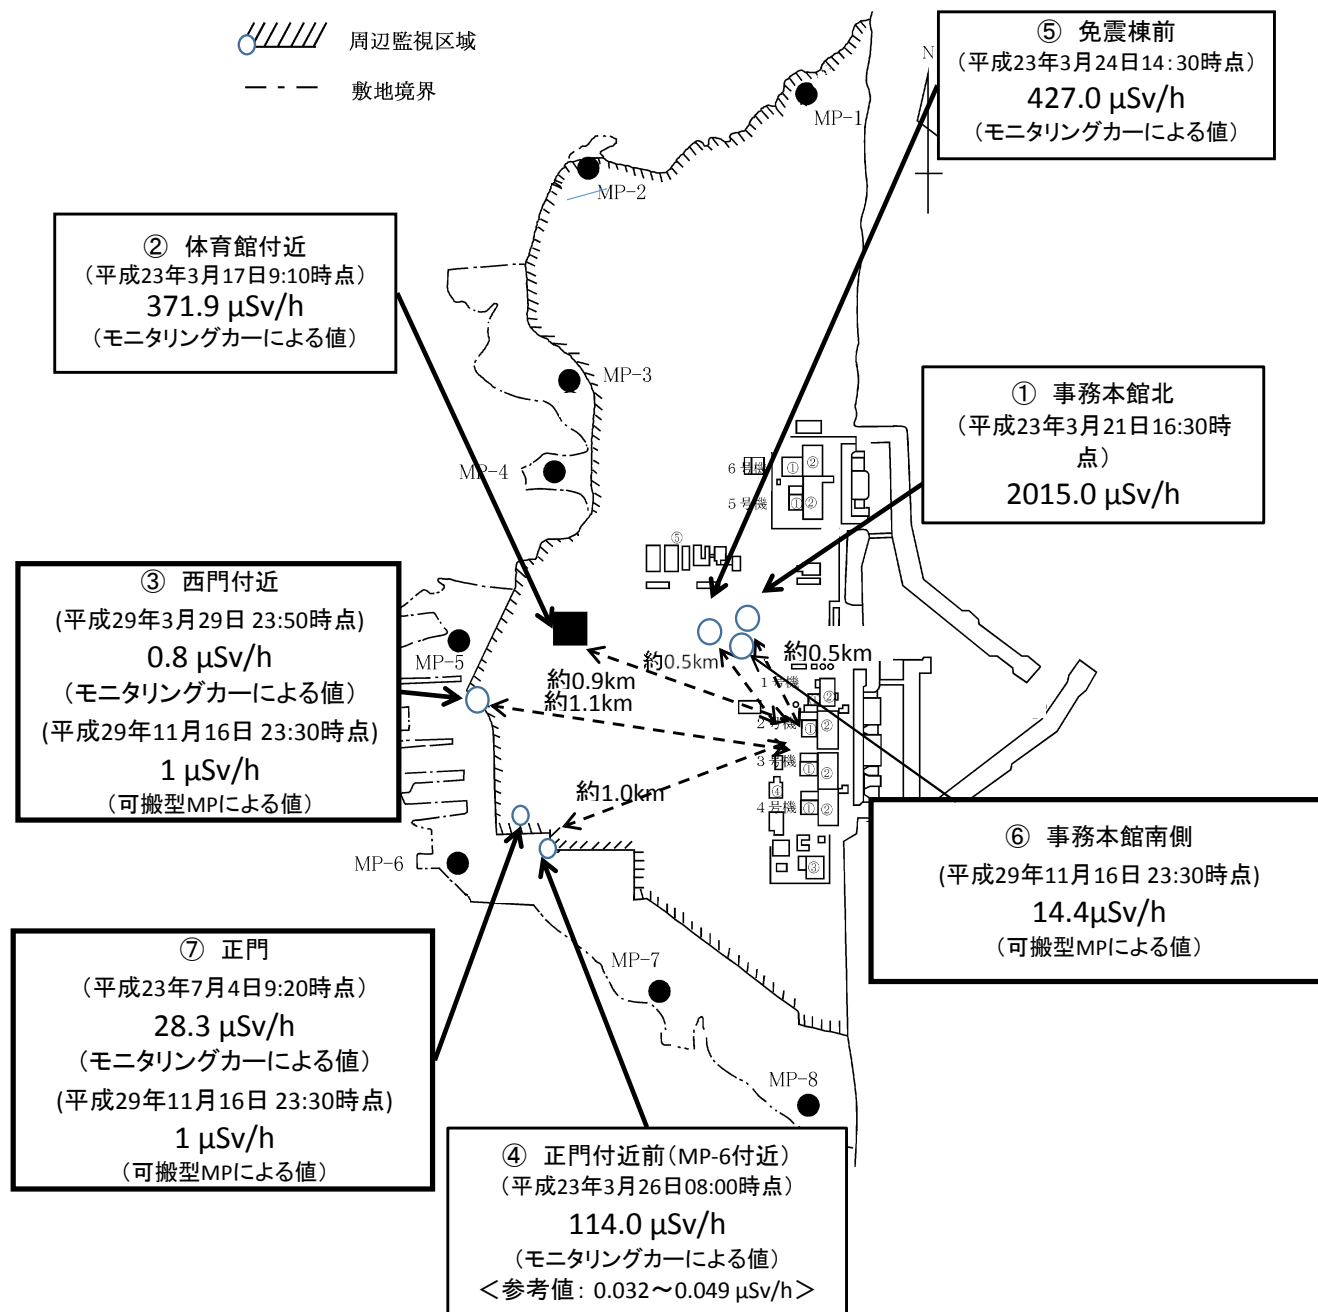 周辺監視区域
敷地境界
N
MP-1
MP-2
⑤ 免震棟前
（平成23年3月24日14：30時点）
427.0 μSv/h
（モニタリングカーによる値）
② 体育館付近
（平成23年3月17日9:10時点）
371.9 μSv/h
（モニタリングカーによる値）
MP-3
MP-4
① 事務本館北
（平成23年3月21日16:30時
点）
2015.0 μSv/h
6号機
①
②
5号機
①
②
⑤
③ 西門付近
(平成29年3月29日 23:50時点)
0.8 μSv/h
（モニタリングカーによる値）
(平成29年11月16日 23:30時点)
1 μSv/h
（可搬型MPによる値）
MP-5
約0.5km
約0.5km
約0.9km
約1.1km
1号機
②
2号機
①
②
3号機
①
②
約1.0km
④
4号機
①
②
③
MP-6
⑥ 事務本館南側
(平成29年11月16日 23:30時点)
14.4μSv/h
（可搬型MPによる値）
⑦ 正門
（平成23年7月4日9:20時点）
28.3 μSv/h
（モニタリングカーによる値）
(平成29年11月16日 23:30時点)
1 μSv/h
（可搬型MPによる値）
MP-7
MP-8
④ 正門付近前（MP-6付近）
（平成23年3月26日08:00時点）
114.0 μSv/h
（モニタリングカーによる値）
＜参考値： 0.032～0.049 μSv/h＞